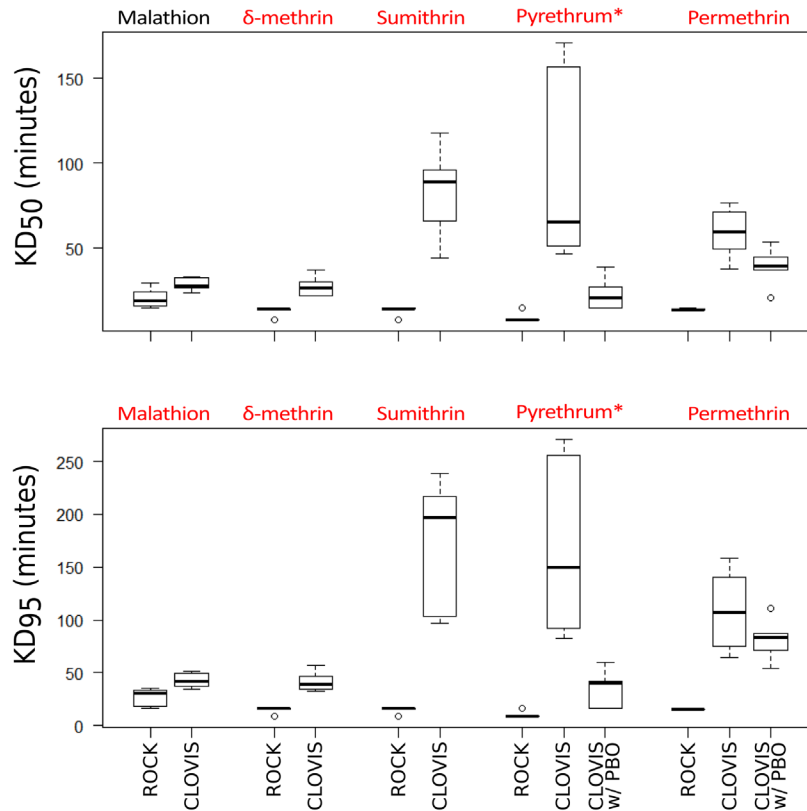 Malathion δ-methrin Sumithrin Pyrethrum* Permethrin
KD50 (minutes)
150
100
50
Malathion δ-methrin Sumithrin Pyrethrum* Permethrin
KD95 (minutes)
250
200
150
100
50
0
ROCK
CLOVIS
ROCK
CLOVIS
ROCK
CLOVIS
ROCK
CLOVIS
CLOVIS
w/ PBO
ROCK
CLOVIS
CLOVIS
w/ PBO